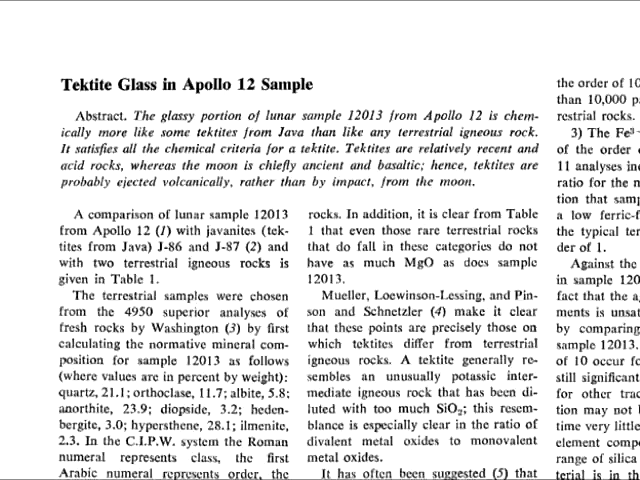 Tektite Glass in Apollo 12 Sample
Abstract. The glassy portion of lunar sample 12013 from Apollo 12 is chem-
ically more like some tektites from Java than like any terrestrial igneous rock.
It satisfies all the chemical criteria for a tektite. Tektites are relatively recent and
acid rocks, whereas the moon is chiefly ancient and basaltic; hence, tektites are
probably ejected volcanically, rather than by impact, from the moon.
A comparison of lunar sample 12013
from Apollo 12 (1) with javanites (tek-
tites from Java) J-86 and J-87 (2) and
with two terrestrial igneous rocks is
given in Table 1.
The terrestrial samples were chosen
from the 4950 superior analyses of
fresh rocks by Washington (3) by first
calculating the normative mineral com-
position for sample 12013 as follows
(where values are in percent by weight):
quartz, 21.1; orthoclase, 11.7; albite, 5.8;
anorthite, 23.9; diopside, 3.2; heden-
bergite, 3.0; hypersthene, 28.1; ilmenite,
2.3. In the C.I.P.W. system the Roman
numeral represents class, the first
Arabic numeral represents order, the
rocks. In addition, it is clear from Table
1 that even those rare terrestrial rocks
that do fall in these categories do not
have as much MgO as does sample
12013.
Mueller, Loewinson-Lessing, and Pin-
son and Schnetzler (4) make it clear
that these points are precisely those on
which tektites differ from terrestrial
igneous rocks. A tektite generally re-
sembles an unusually potassic inter-
mediate igneous rock that has been di-
luted with too much SiO₂; this resem-
blance is especially clear in the ratio of
divalent metal oxides to monovalent
metal oxides.
It has often been suggested (5) that
the order of 10
than 10,000 p
restrial rocks.
3) The Fe³
of the order
11 analyses in
ratio for the
tion that sam
a low ferric-f
the typical ter
der of 1.
Against the
in sample 120
fact that the a
ments is unsat
by comparing
sample 12013.
of 10 occur fo
still significant
for other trac
tion may not
time very little
element compo
range of silica
terial is in th